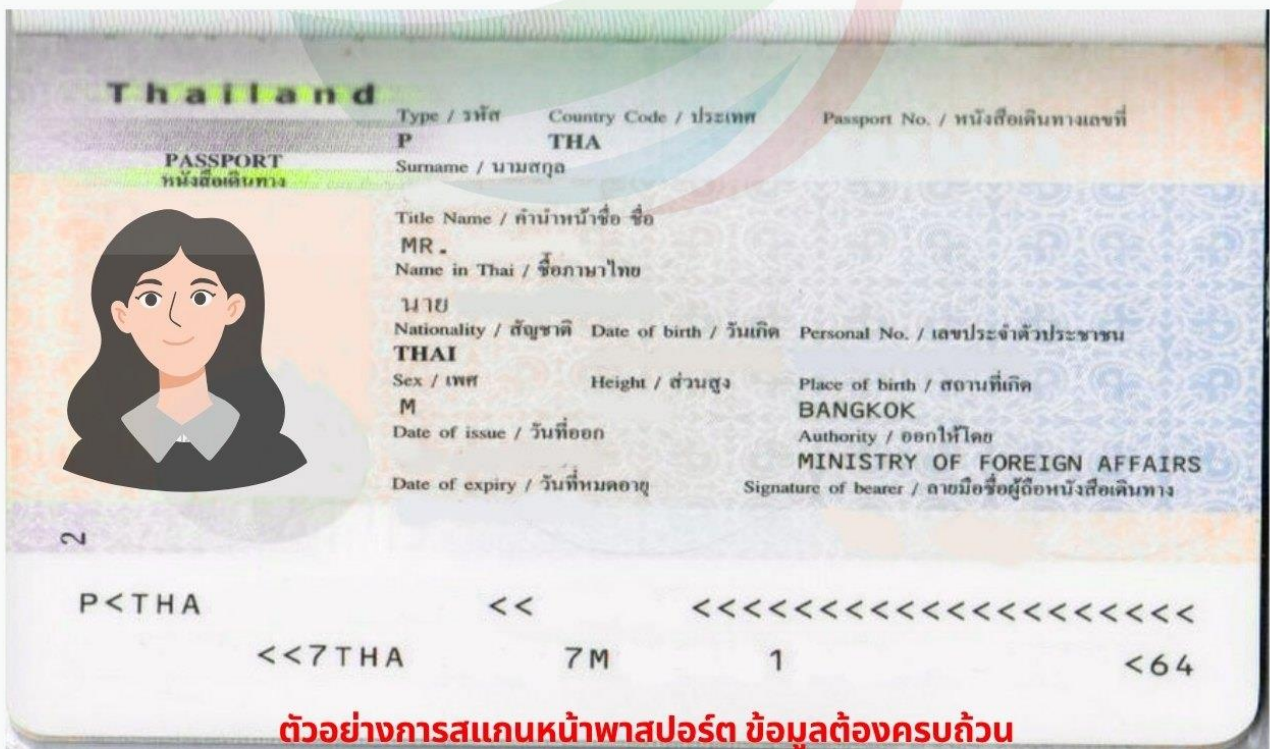 Thailand
PASSPORT
หนังสือเดินทาง
Type / รหัส Country Code / ประเทศ Passport No. / หนังสือเดินทางเลขที่
P THA
Surname / นามสกุล
Title Name / คำนำหน้าชื่อ ชื่อ
MR.
Name in Thai / ชื่อภาษาไทย
นาย
Nationality / สัญชาติ Date of birth / วันเกิด Personal No. / เลขประจำตัวประชาชน
THAI
Sex / เพศ Height / ส่วนสูง Place of birth / สถานที่เกิด
M BANGKOK
Date of issue / วันที่ออก Authority / ออกให้โดย
MINISTRY OF FOREIGN AFFAIRS
Date of expiry / วันที่หมดอายุ Signature of bearer / ลายมือชื่อผู้ถือหนังสือเดินทาง
2
P<THA << <<<<<<<<<<<<<<<<<<<<
<<7THA 7M 1 <64
ตัวอย่างการสแกนหน้าพาสปอร์ต ข้อมูลต้องครบถ้วน